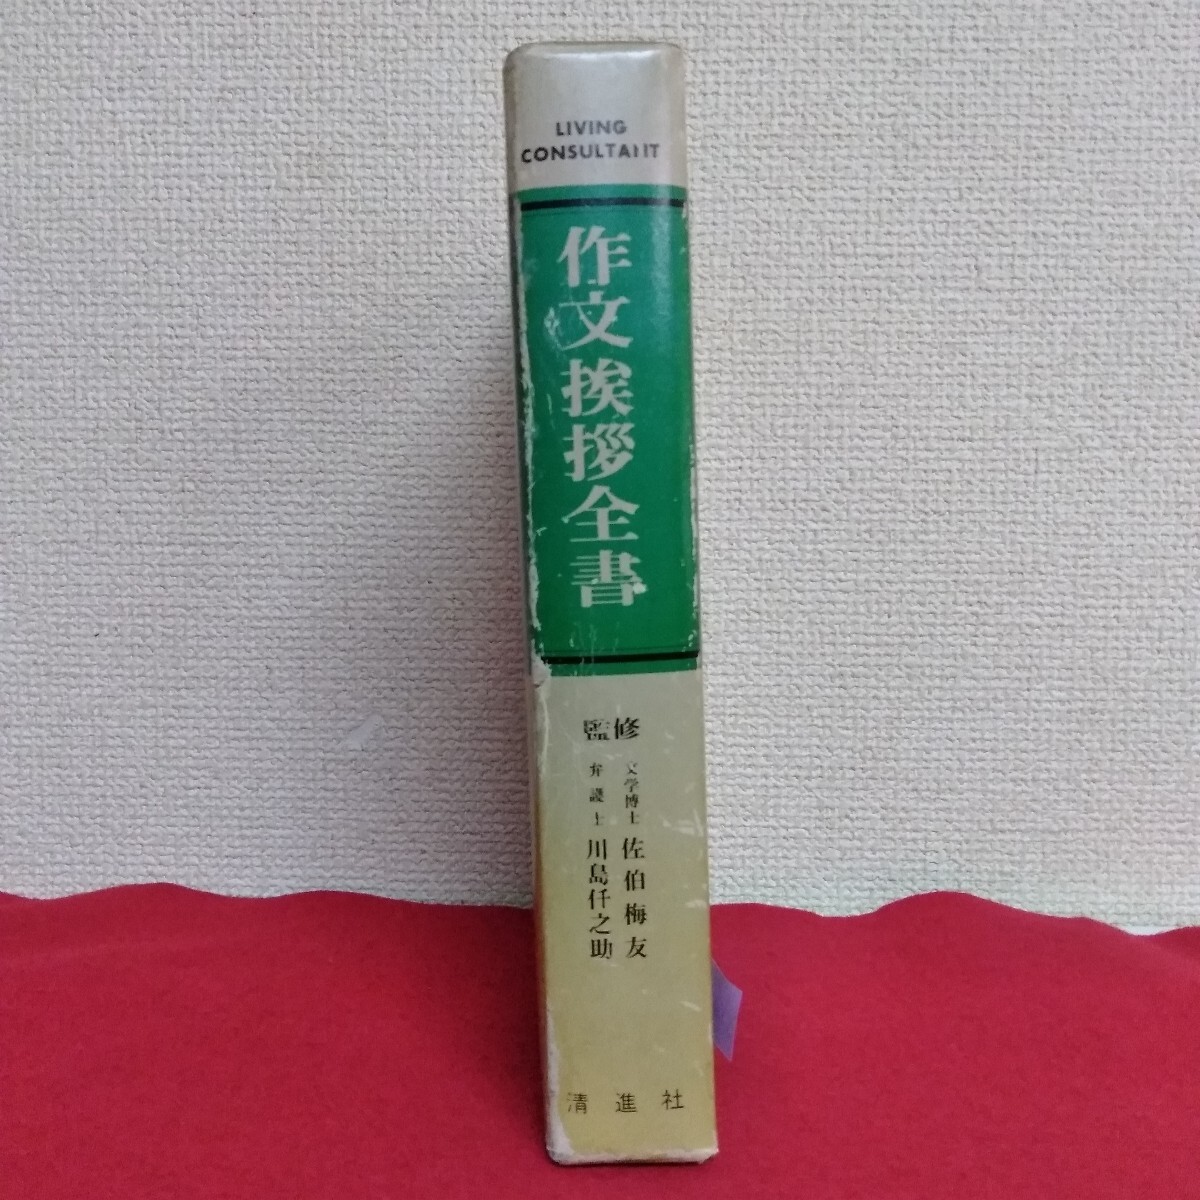 LIVING
CONSULTANT
作文挨拶全書
監修
文学博士 佐伯梅友
弁護士 川島仟之助
清進社